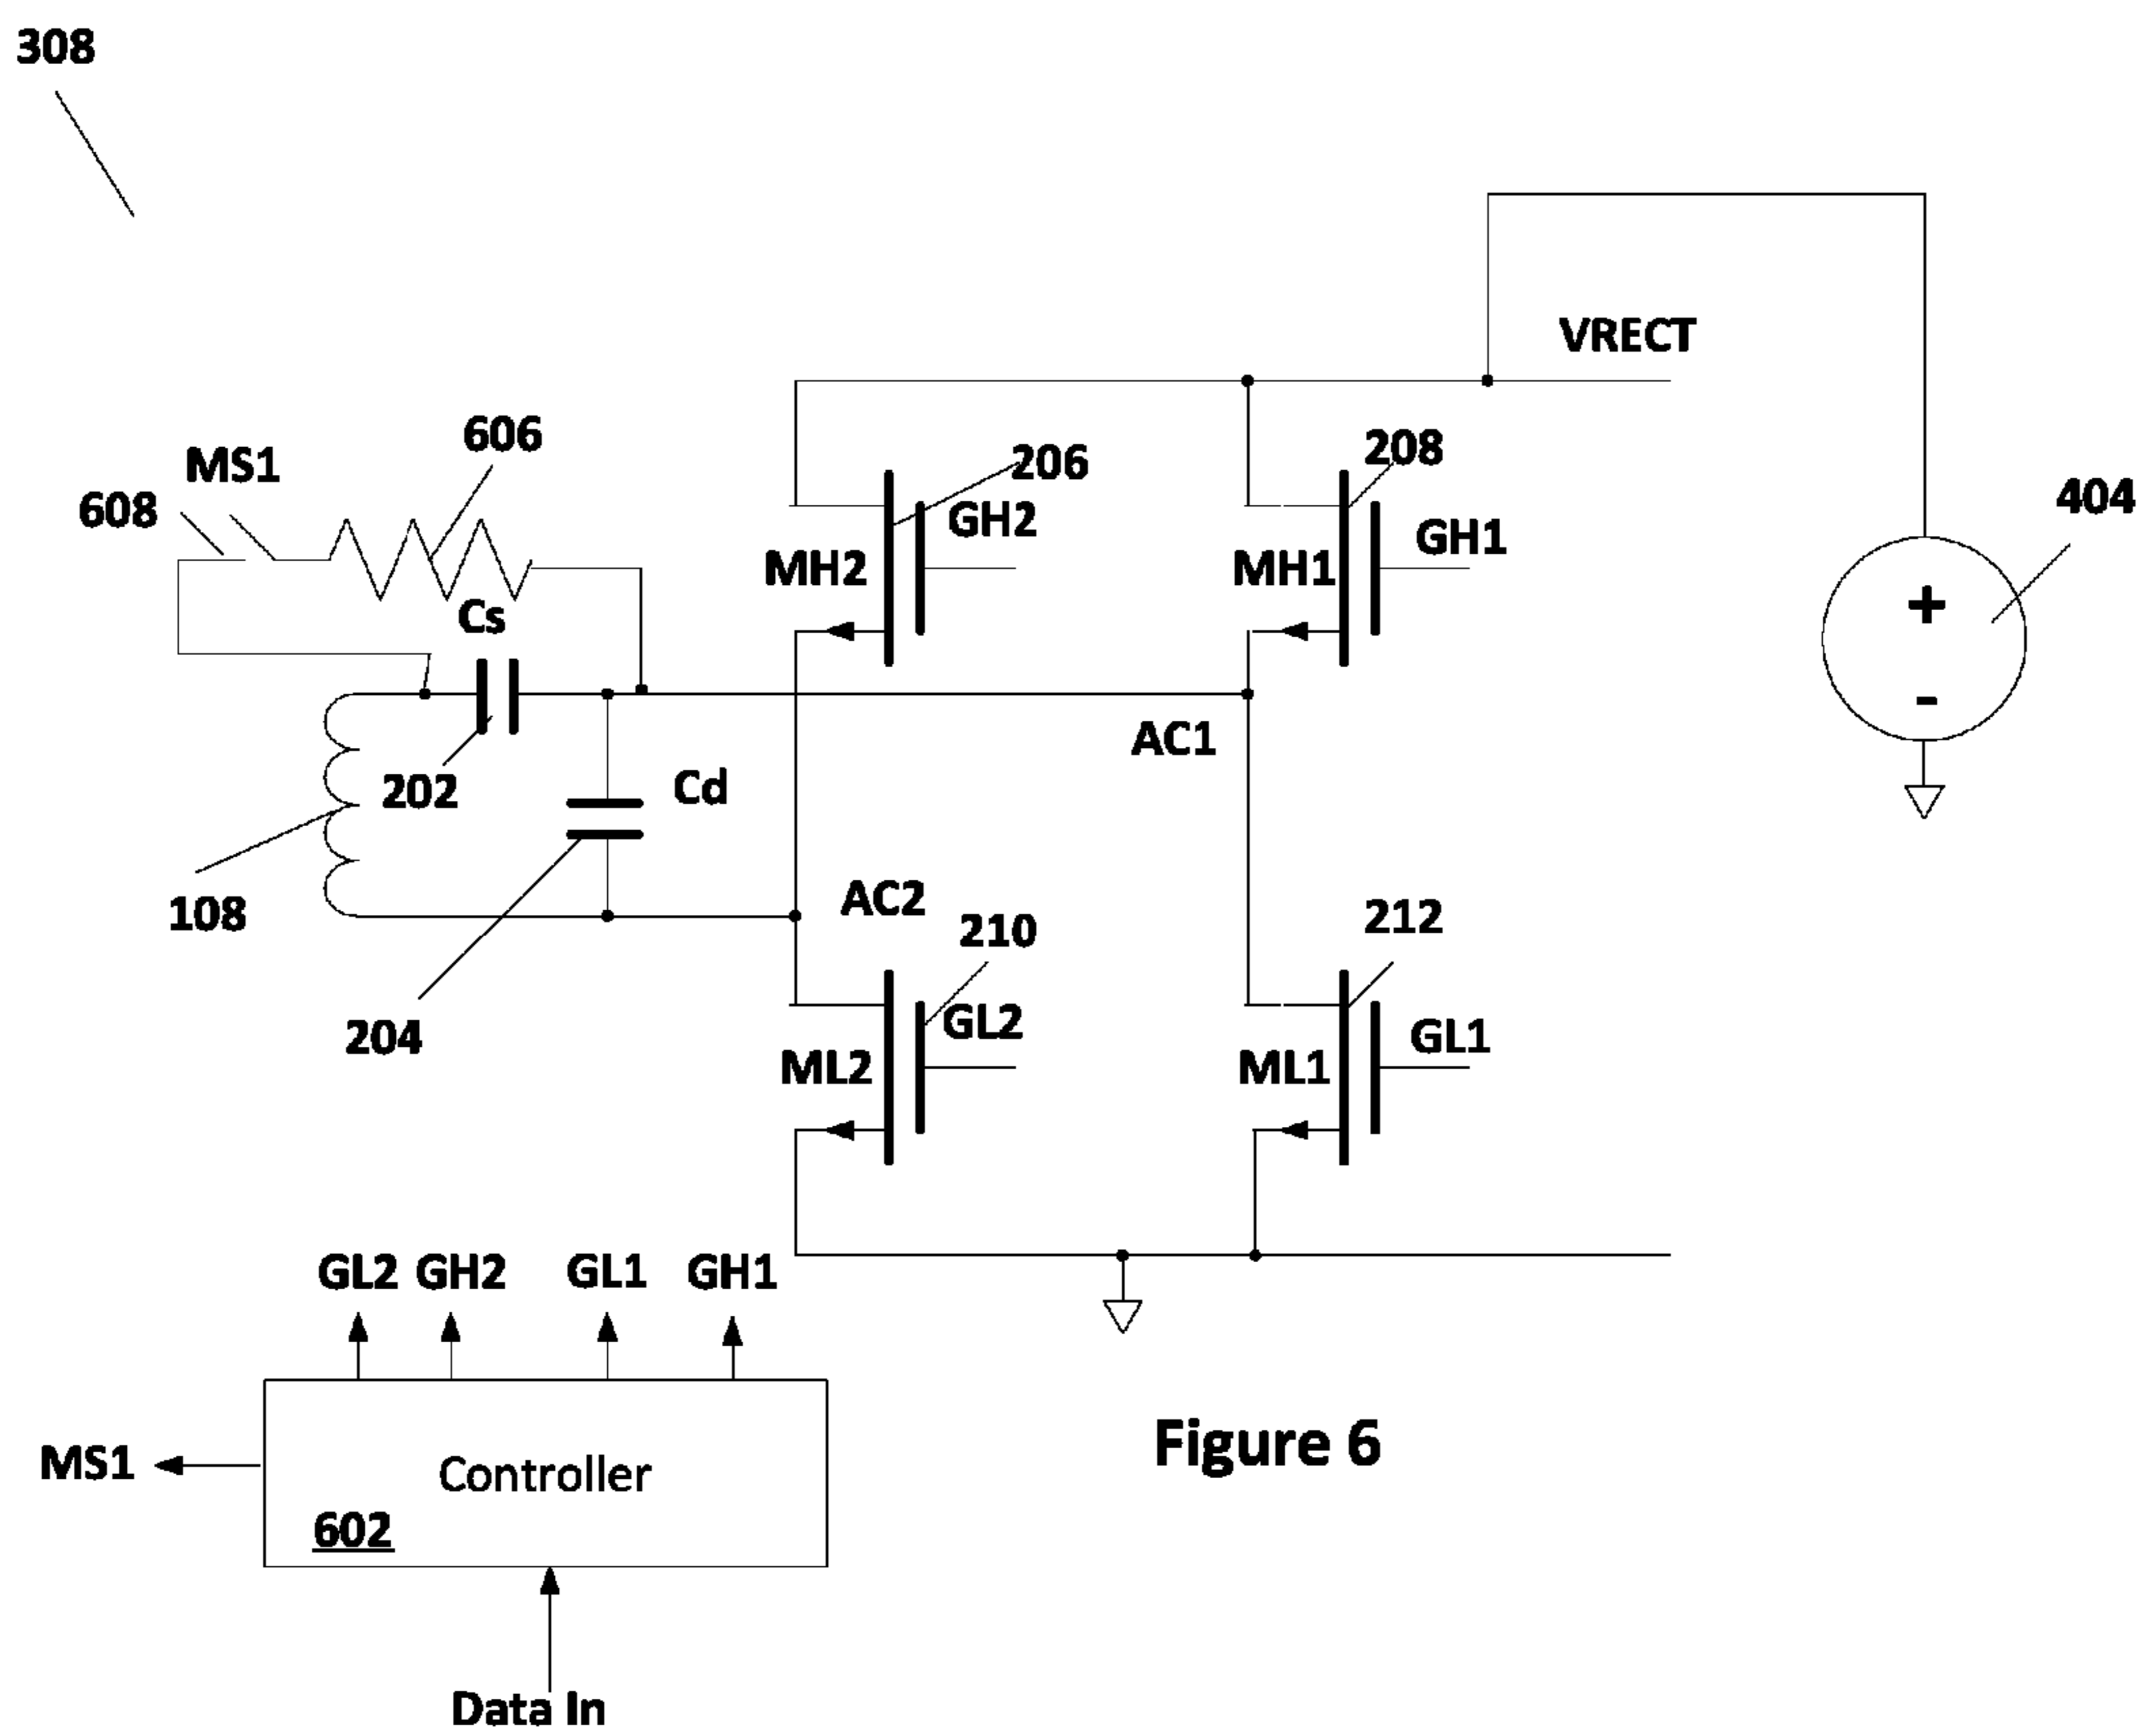 308
VRECT
606
MS1
206
208
608
404
GH2
GH1
MH2
MH1
Cs
+
-
AC1
202
Cd
AC2
108
210
212
204
GL2
GL1
ML2
ML1
GL2 GH2 GL1 GH1
Figure 6
MS1
Controller
602
Data In